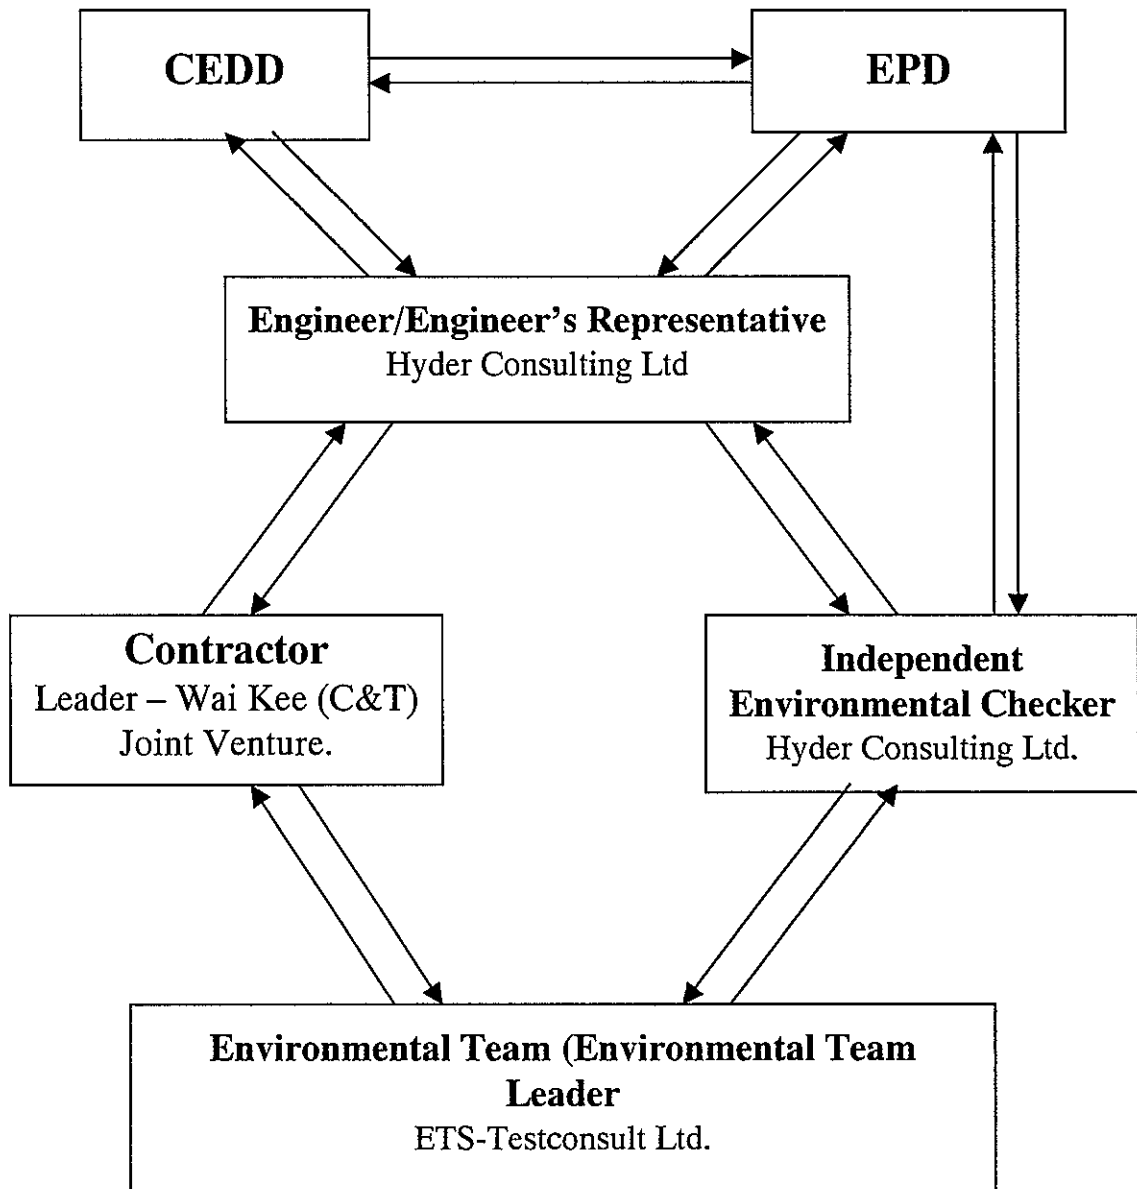 CEDD
EPD
Engineer/Engineer's Representative
Hyder Consulting Ltd
Contractor
Leader – Wai Kee (C&T)
Joint Venture.
Independent
Environmental Checker
Hyder Consulting Ltd.
Environmental Team (Environmental Team
Leader
ETS-Testconsult Ltd.